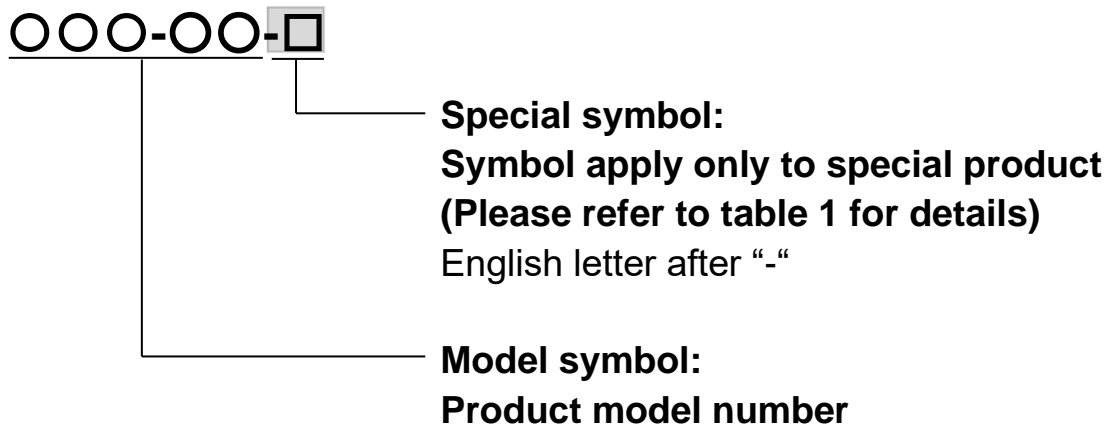 ○○○-○○-□
Special symbol:
Symbol apply only to special product
(Please refer to table 1 for details)
English letter after “-“
Model symbol:
Product model number